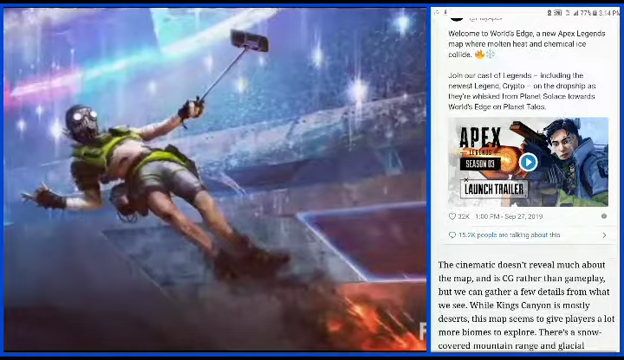 77% 3:14 PM
Welcome to World's Edge, a new Apex Legends
map where molten heat and chemical ice
collide. 🔥❄️
Join our cast of Legends – including the
newest Legend, Crypto – on the dropship as
they're whisked from Planet Solace towards
World's Edge on Planet Talos.
APEX
LEGENDS
SEASON 03
LAUNCH TRAILER
32K 1:00 PM - Sep 27, 2019
15.2K people are talking about this
The cinematic doesn't reveal much about
the map, and is CG rather than gameplay,
but we can gather a few details from what
we see. While Kings Canyon is mostly
deserts, this map seems to give players a lot
more biomes to explore. There's a snow-
covered mountain range and glacial